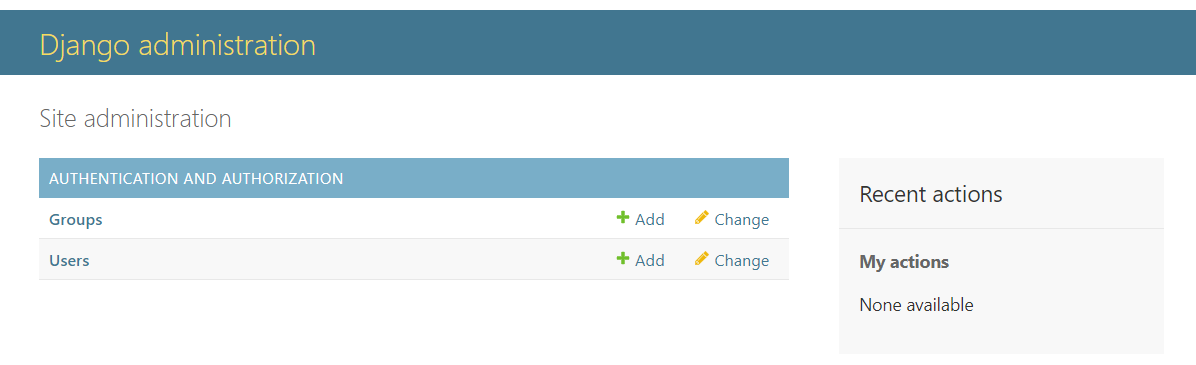 Django administration
Site administration
AUTHENTICATION AND AUTHORIZATION
Groups Add Change
Users Add Change
Recent actions
My actions
None available